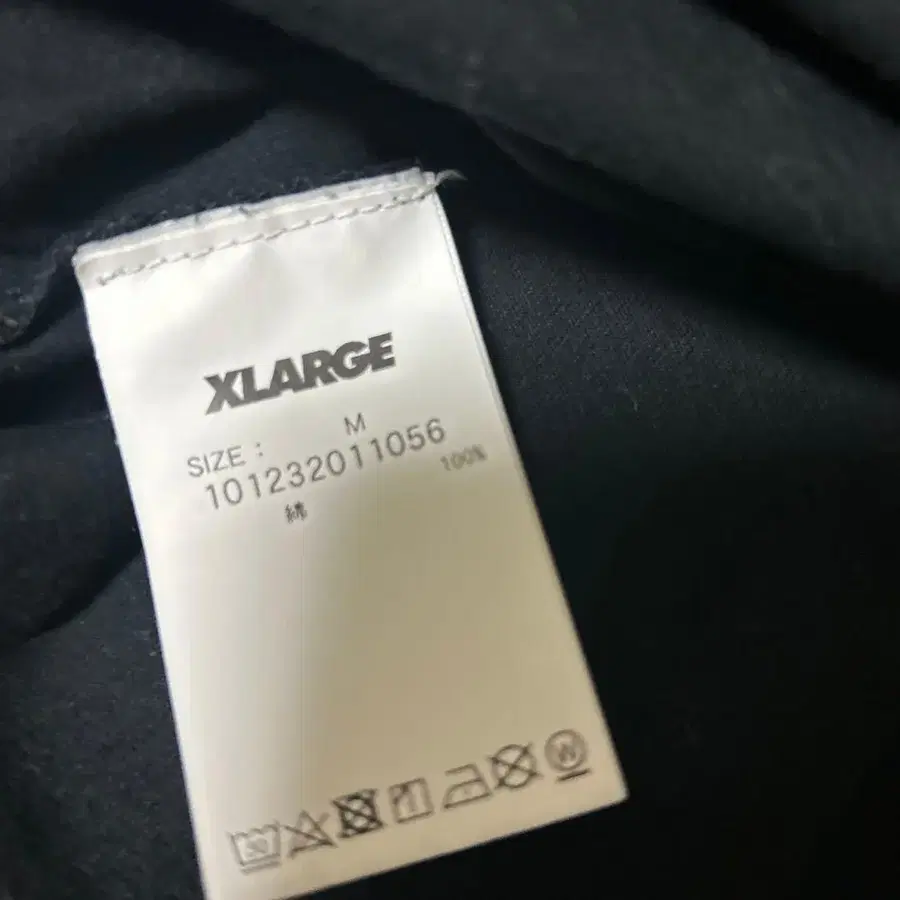 XLARGE
SIZE : M
101232011056
綿 100%
W